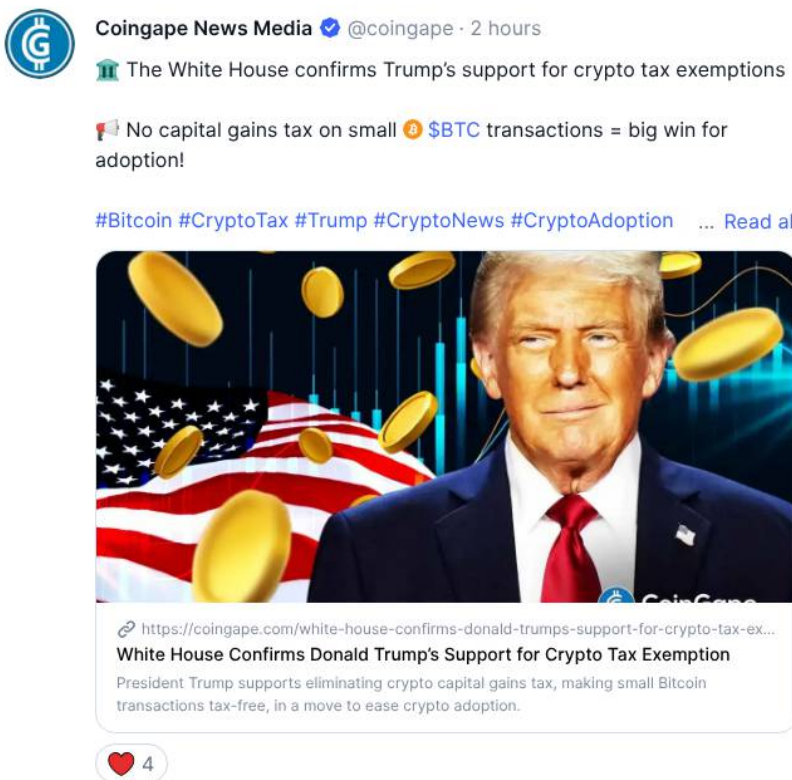 Coingape News Media @coingape · 2 hours
🏛️ The White House confirms Trump’s support for crypto tax exemptions
📢 No capital gains tax on small $BTC transactions = big win for
adoption!
#Bitcoin #CryptoTax #Trump #CryptoNews #CryptoAdoption ... Read al
CoinGape
https://coingape.com/white-house-confirms-donald-trumps-support-for-crypto-tax-ex...
White House Confirms Donald Trump’s Support for Crypto Tax Exemption
President Trump supports eliminating crypto capital gains tax, making small Bitcoin
transactions tax-free, in a move to ease crypto adoption.
❤️ 4